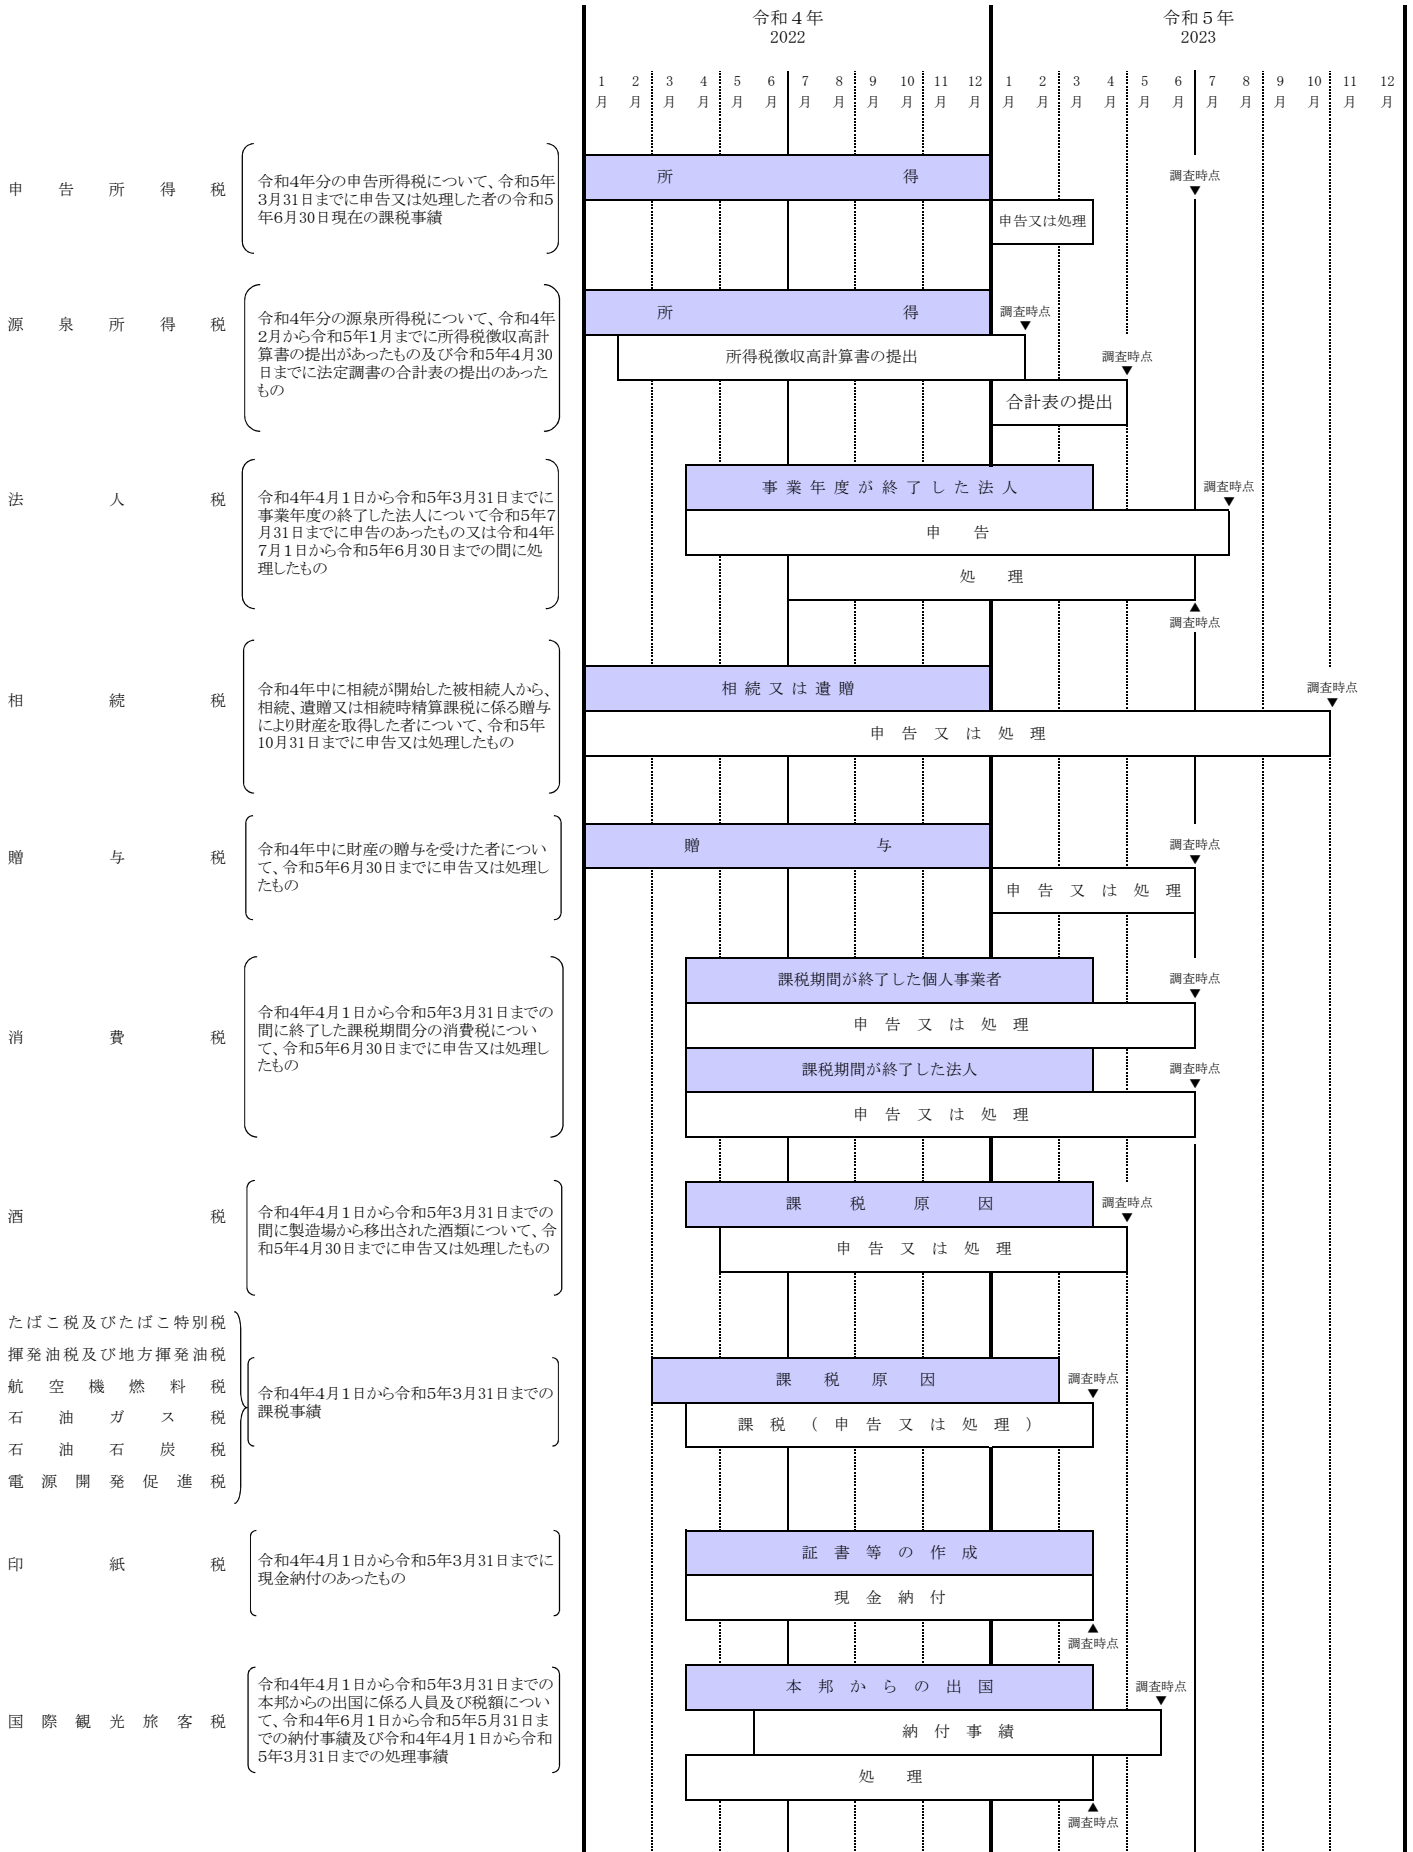 令和４年
2022
令和５年
2023
1月 2月 3月 4月 5月 6月 7月 8月 9月 10月 11月 12月 1月 2月 3月 4月 5月 6月 7月 8月 9月 10月 11月 12月
申告所得税
令和4年分の申告所得税について、令和5年
3月31日までに申告又は処理した者の令和5
年6月30日現在の課税事績
所得
調査時点
▼
申告又は処理
源泉所得税
令和4年分の源泉所得税について、令和4年
2月から令和5年1月までに所得税徴収高計
算書の提出があったもの及び令和5年4月30
日までに法定調書の合計表の提出のあった
もの
所得
調査時点
▼
所得税徴収高計算書の提出
調査時点
▼
合計表の提出
法人税
令和4年4月1日から令和5年3月31日までに
事業年度の終了した法人について令和5年7
月31日までに申告のあったもの又は令和4年
7月1日から令和5年6月30日までの間に処
理したもの
事業年度が終了した法人
調査時点
▼
申告
処理
▲
調査時点
相続税
令和4年中に相続が開始した被相続人から、
相続、遺贈又は相続時精算課税に係る贈与
により財産を取得した者について、令和5年
10月31日までに申告又は処理したもの
相続又は遺贈
調査時点
▼
申告又は処理
贈与税
令和4年中に財産の贈与を受けた者につい
て、令和5年6月30日までに申告又は処理し
たもの
贈与
調査時点
▼
申告又は処理
消費税
令和4年4月1日から令和5年3月31日までの
間に終了した課税期間分の消費税につい
て、令和5年6月30日までに申告又は処理し
たもの
課税期間が終了した個人事業者
調査時点
▼
申告又は処理
課税期間が終了した法人
調査時点
▼
申告又は処理
酒税
令和4年4月1日から令和5年3月31日までの
間に製造場から移出された酒類について、令
和5年4月30日までに申告又は処理したもの
課税原因
調査時点
▼
申告又は処理
たばこ税及びたばこ特別税
揮発油税及び地方揮発油税
航空機燃料税
石油ガス税
石油石炭税
電源開発促進税
令和4年4月1日から令和5年3月31日までの
課税事績
課税原因
調査時点
▼
課税（申告又は処理）
印紙税
令和4年4月1日から令和5年3月31日までに
現金納付のあったもの
証書等の作成
現金納付
▲
調査時点
国際観光旅客税
令和4年4月1日から令和5年3月31日までの
本邦からの出国に係る人員及び税額につい
て、令和4年6月1日から令和5年5月31日ま
での納付事績及び令和4年4月1日から令和
5年3月31日までの処理事績
本邦からの出国
調査時点
▼
納付事績
処理
▲
調査時点